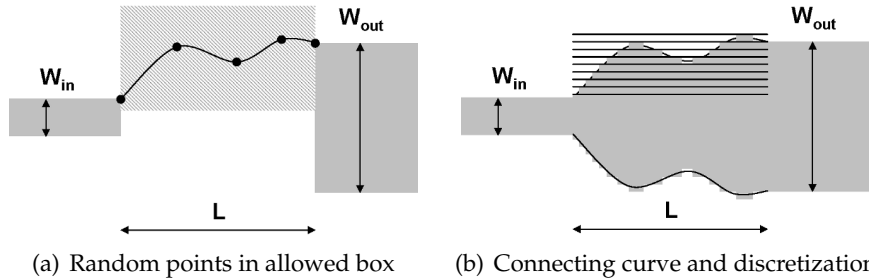 W_in
W_out
L
(a) Random points in allowed box
W_in
W_out
L
(b) Connecting curve and discretization